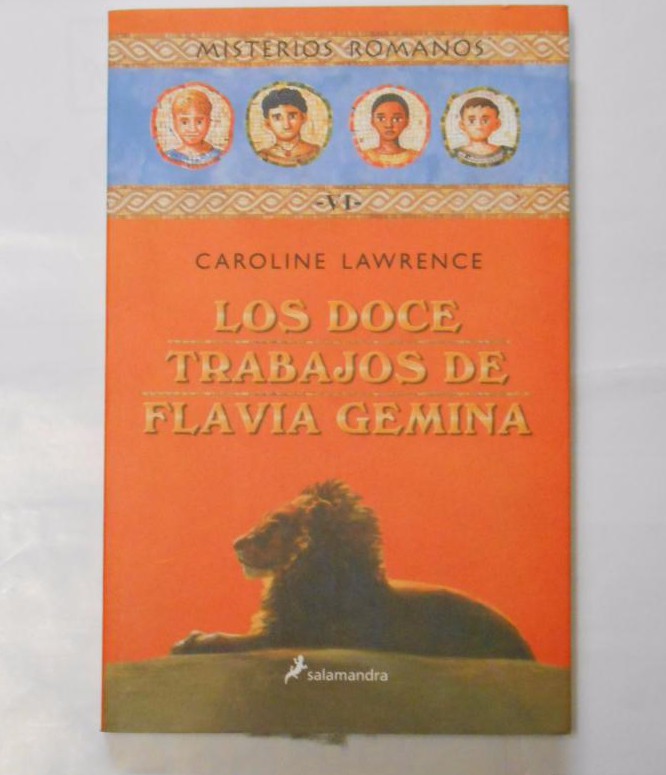 MISTERIOS ROMANOS
-VI-
CAROLINE LAWRENCE
LOS DOCE
TRABAJOS DE
FLAVIA GEMINA
salamandra